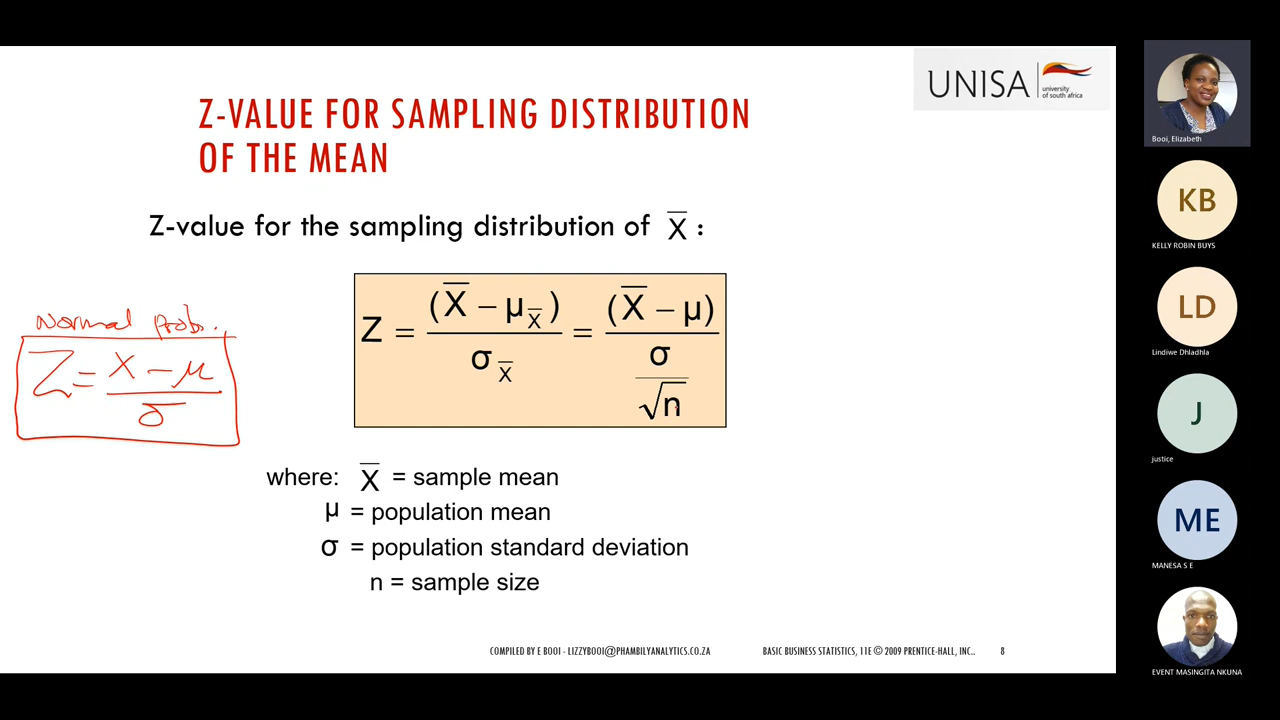 UNISA
university
of south africa
Z-VALUE FOR SAMPLING DISTRIBUTION
OF THE MEAN
Z-value for the sampling distribution of X̅ :
Normal prob.
Z = X − μ / σ
Z = (X̅ − μ_X̅) / σ_X̅ = (X̅ − μ) / (σ / √n)
where: X̅ = sample mean
μ = population mean
σ = population standard deviation
n = sample size
COMPILED BY E BOOI - LIZZYBOOI@PHAMBILYANALYTICS.CO.ZA
BASIC BUSINESS STATISTICS, 11E © 2009 PRENTICE-HALL, INC..
8
Booi, Elizabeth
KB
KELLY ROBIN BUYS
LD
Lindiwe Dhladhla
J
justice
ME
MANESA S E
EVENT MASINGITA NKUNA